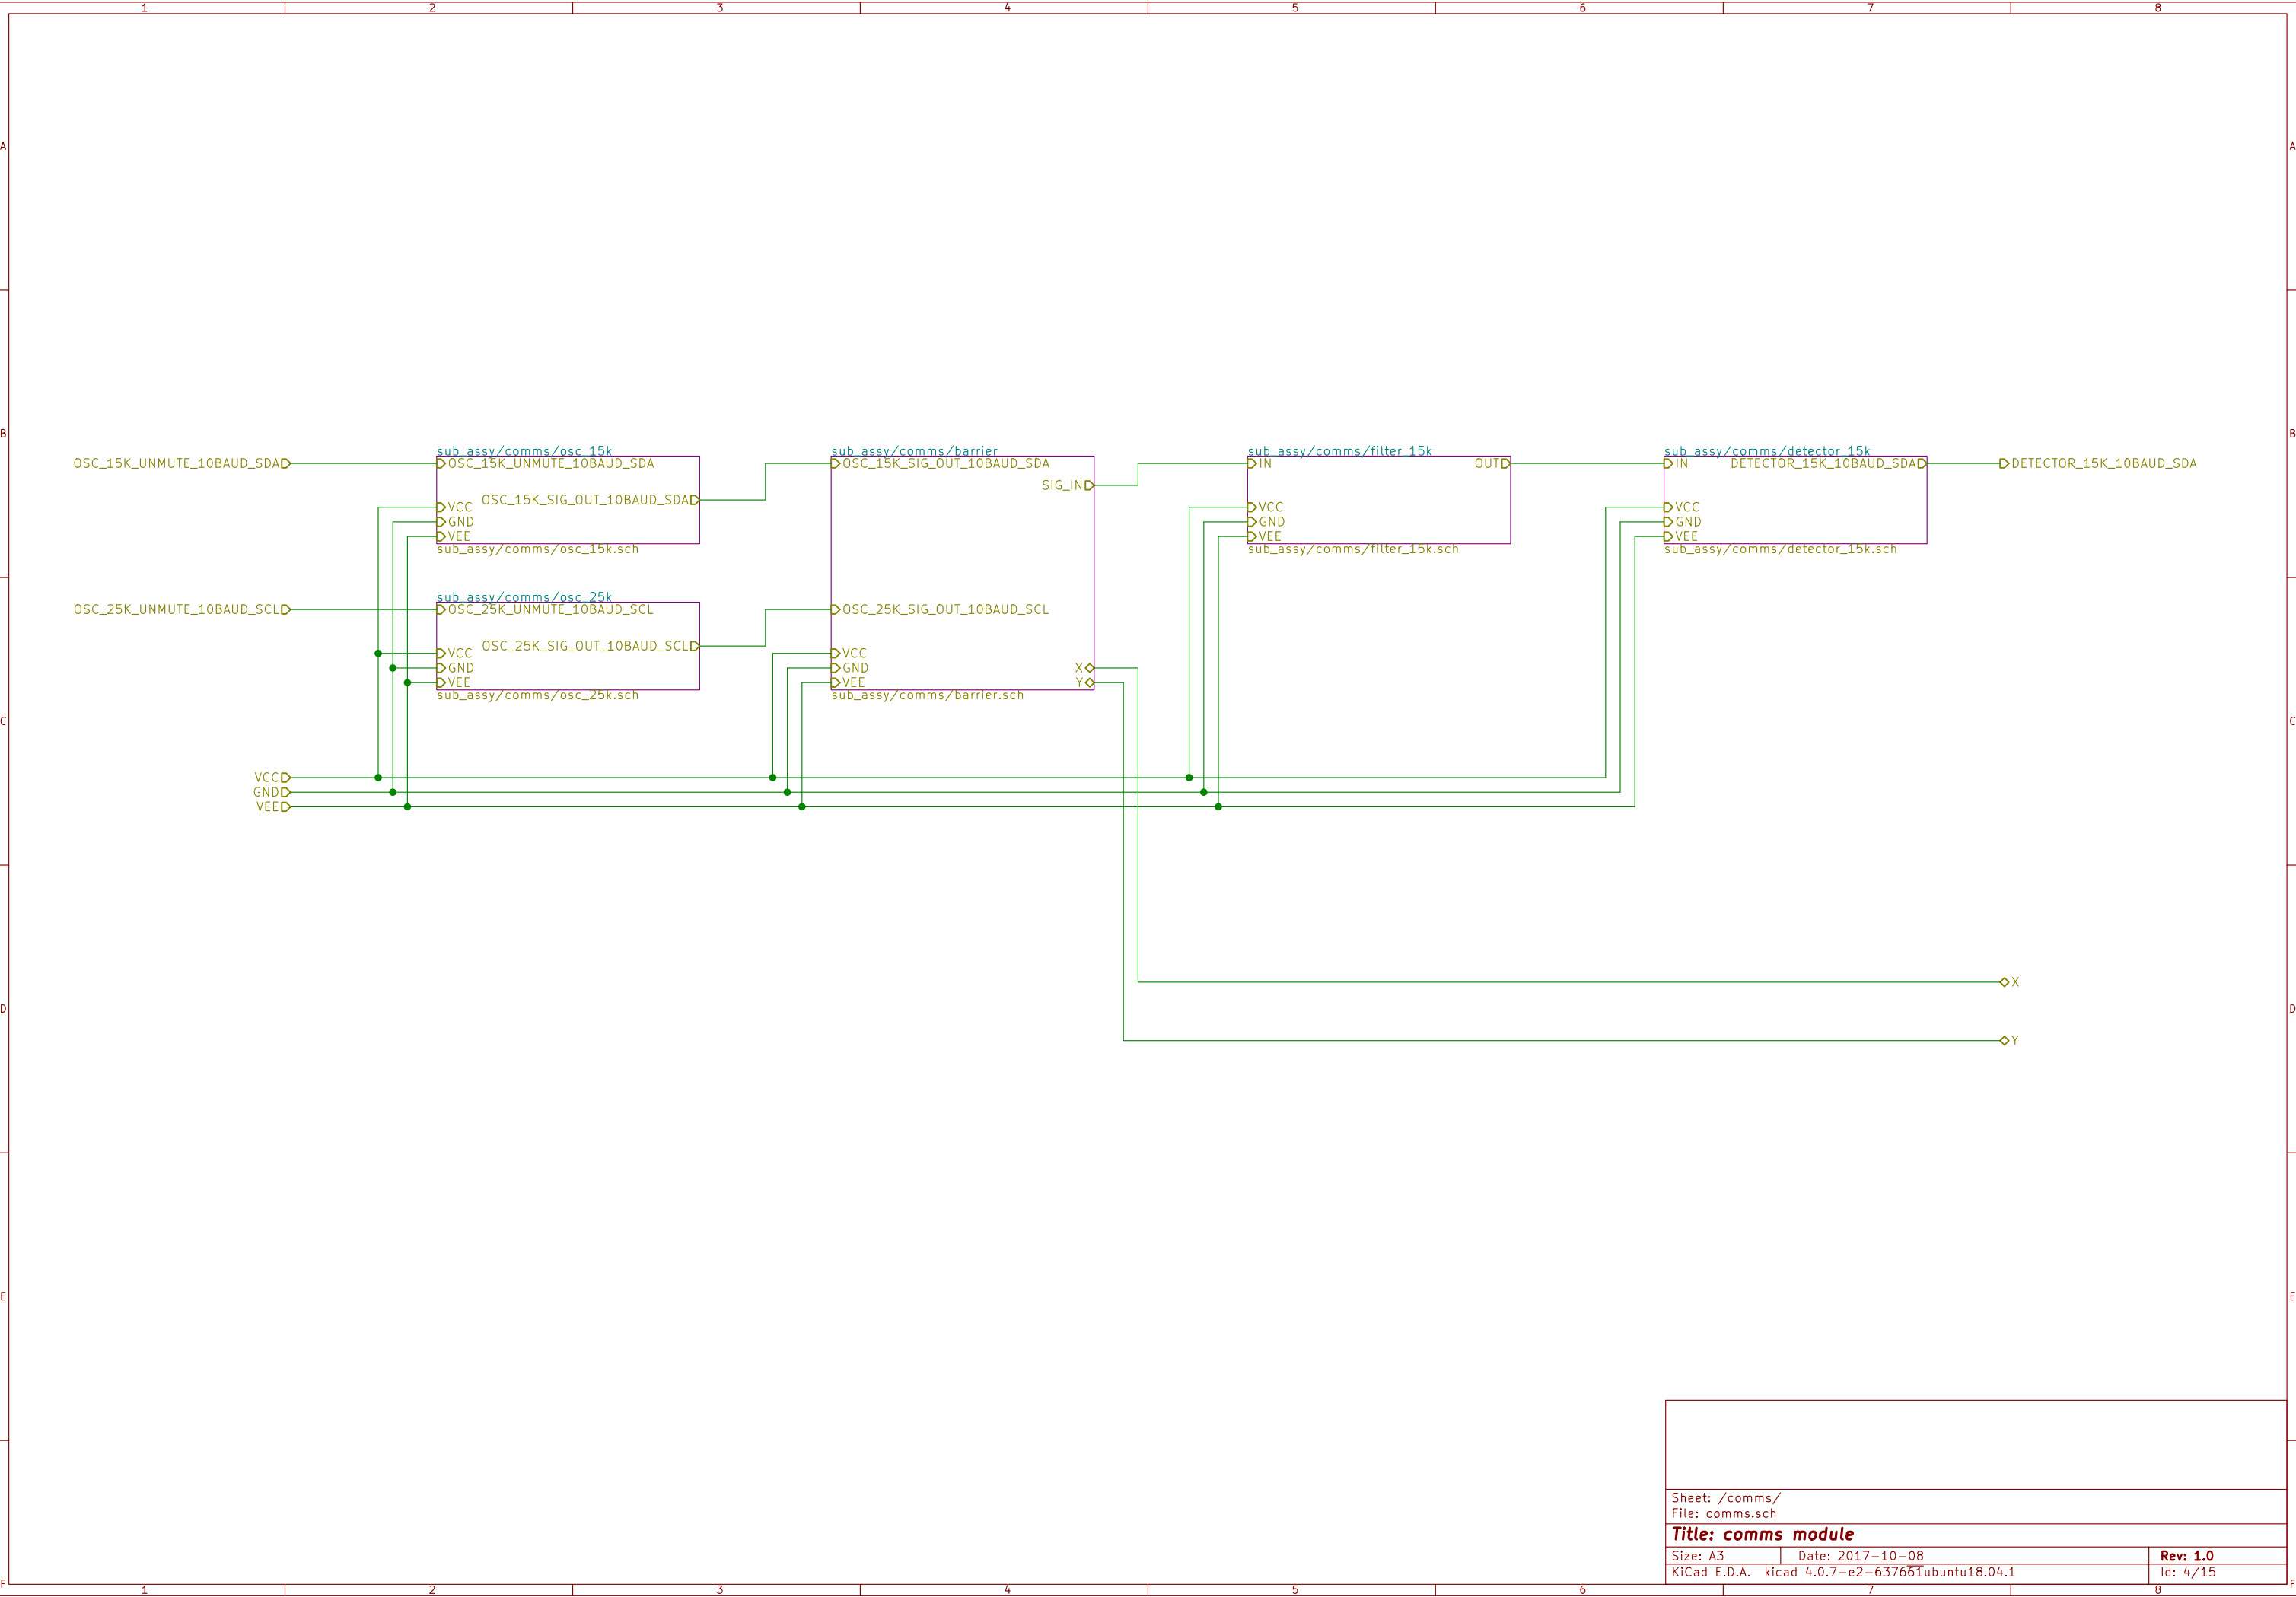 1 2 3 4 5 6 7 8
A A
B B
sub_assy/comms/osc_15k
sub_assy/comms/barrier
sub_assy/comms/filter_15k
sub_assy/comms/detector_15k
OSC_15K_UNMUTE_10BAUD_SDA
OSC_15K_UNMUTE_10BAUD_SDA
OSC_15K_SIG_OUT_10BAUD_SDA
IN
OUT
IN
DETECTOR_15K_10BAUD_SDA
DETECTOR_15K_10BAUD_SDA
SIG_IN
OSC_15K_SIG_OUT_10BAUD_SDA
VCC
GND
VEE
VCC
GND
VEE
VCC
GND
VEE
sub_assy/comms/osc_15k.sch
sub_assy/comms/filter_15k.sch
sub_assy/comms/detector_15k.sch
sub_assy/comms/osc_25k
OSC_25K_UNMUTE_10BAUD_SCL
OSC_25K_UNMUTE_10BAUD_SCL
OSC_25K_SIG_OUT_10BAUD_SCL
OSC_25K_SIG_OUT_10BAUD_SCL
VCC
GND
VEE
VCC
GND
VEE
X
Y
sub_assy/comms/osc_25k.sch
sub_assy/comms/barrier.sch
C C
VCC
GND
VEE
X
D D
Y
E E
Sheet: /comms/
File: comms.sch
Title: comms module
Size: A3 Date: 2017-10-08 Rev: 1.0
KiCad E.D.A. kicad 4.0.7-e2-637661ubuntu18.04.1 Id: 4/15
F F
1 2 3 4 5 6 7 8